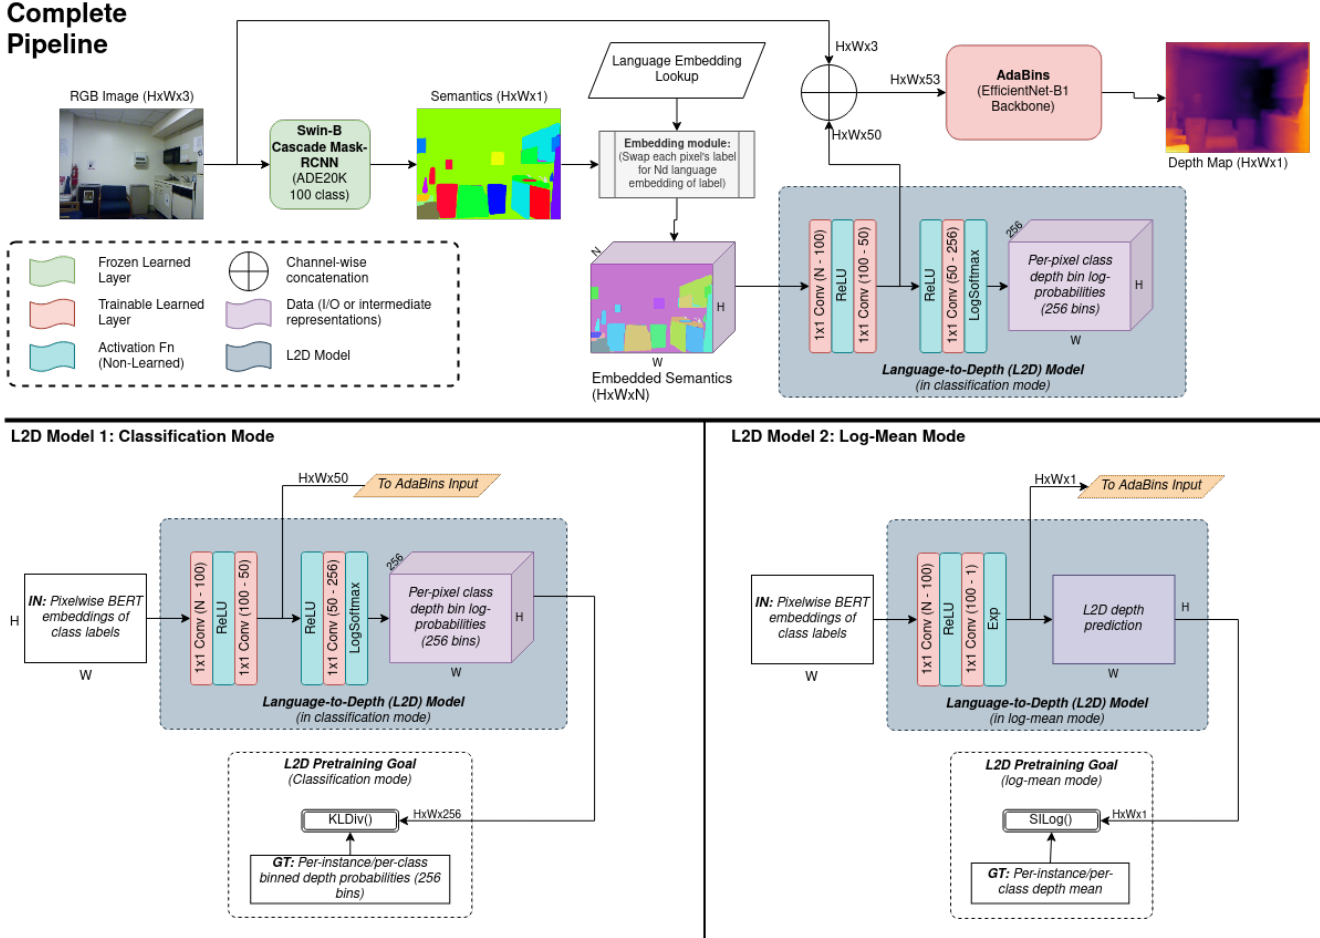 Complete
Pipeline
RGB Image (HxWx3)
Swin-B
Cascade Mask-
RCNN
(ADE20K
100 class)
Semantics (HxWx1)
Language Embedding
Lookup
Embedding module:
(Swap each pixel's label
for Nd language
embedding of label)
HxWx3
HxWx53
HxWx50
AdaBins
(EfficientNet-B1
Backbone)
Depth Map (HxWx1)
Frozen Learned
Layer
Trainable Learned
Layer
Activation Fn
(Non-Learned)
Channel-wise
concatenation
Data (I/O or intermediate
representations)
L2D Model
N
H
W
Embedded Semantics
(HxWxN)
1x1 Conv (N - 100)
ReLU
1x1 Conv (100 - 50)
ReLU
1x1 Conv (50 - 256)
LogSoftmax
256
Per-pixel class
depth bin log-
probabilities
(256 bins)
H
W
Language-to-Depth (L2D) Model
(in classification mode)
L2D Model 1: Classification Mode
HxWx50
To AdaBins Input
H
IN: Pixelwise BERT
embeddings of
class labels
W
1x1 Conv (N - 100)
ReLU
1x1 Conv (100 - 50)
ReLU
1x1 Conv (50 - 256)
LogSoftmax
256
Per-pixel class
depth bin log-
probabilities
(256 bins)
H
W
Language-to-Depth (L2D) Model
(in classification mode)
L2D Pretraining Goal
(Classification mode)
KLDiv()
HxWx256
GT: Per-instance/per-class
binned depth probabilities (256
bins)
L2D Model 2: Log-Mean Mode
HxWx1
To AdaBins Input
IN: Pixelwise BERT
embeddings of
class labels
W
1x1 Conv (N - 100)
ReLU
1x1 Conv (100 - 1)
Exp
L2D depth
prediction
H
W
Language-to-Depth (L2D) Model
(in log-mean mode)
L2D Pretraining Goal
(log-mean mode)
SILog()
HxWx1
GT: Per-instance/per-
class depth mean